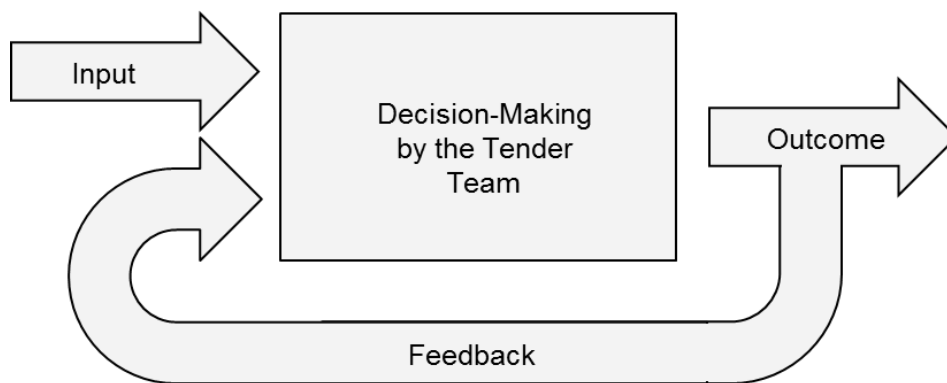 Input
Decision-Making
by the Tender
Team
Outcome
Feedback